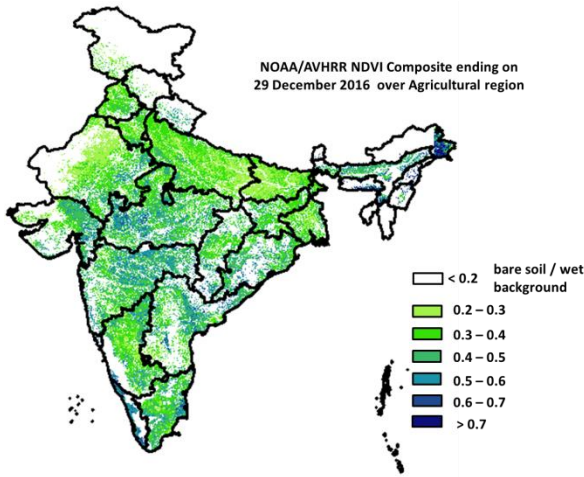 NOAA/AVHRR NDVI Composite ending on
29 December 2016 over Agricultural region
< 0.2 bare soil / wet
background
0.2 – 0.3
0.3 – 0.4
0.4 – 0.5
0.5 – 0.6
0.6 – 0.7
> 0.7